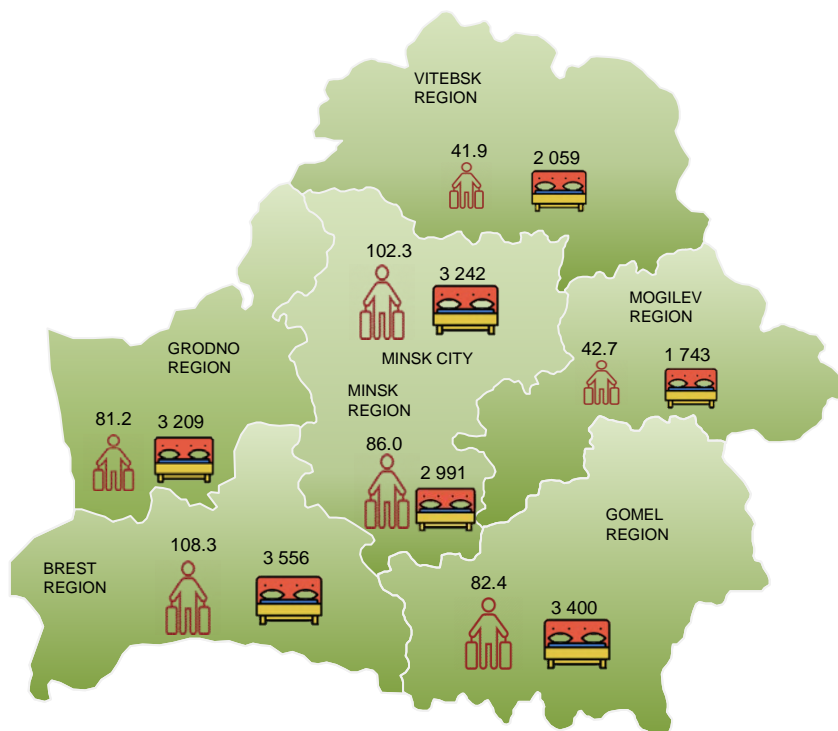 VITEBSK
REGION
41.9
2 059
102.3
3 242
MINSK CITY
MOGILEV
REGION
42.7
1 743
GRODNO
REGION
81.2
3 209
MINSK
REGION
86.0
2 991
GOMEL
REGION
82.4
3 400
BREST
REGION
108.3
3 556